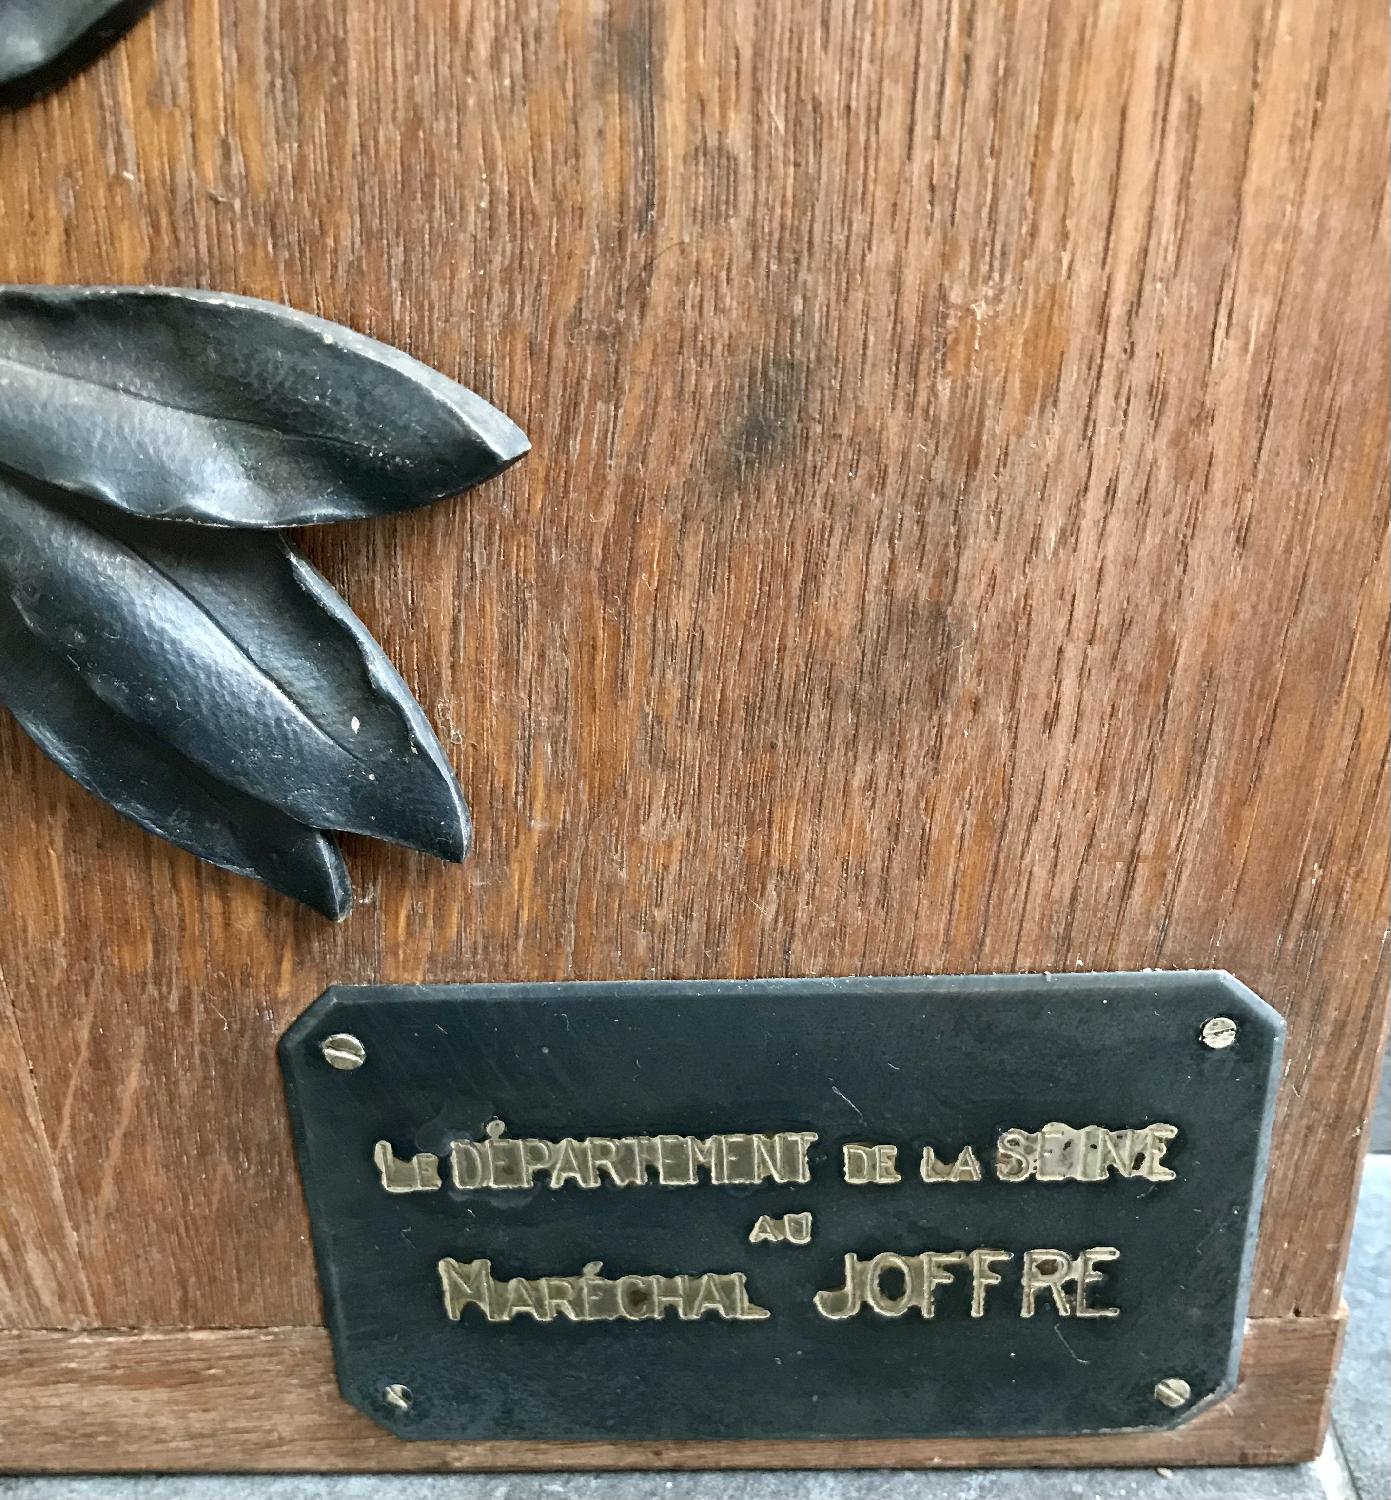 LE DÉPARTEMENT DE LA SEINE
AU
MARÉCHAL JOFFRE